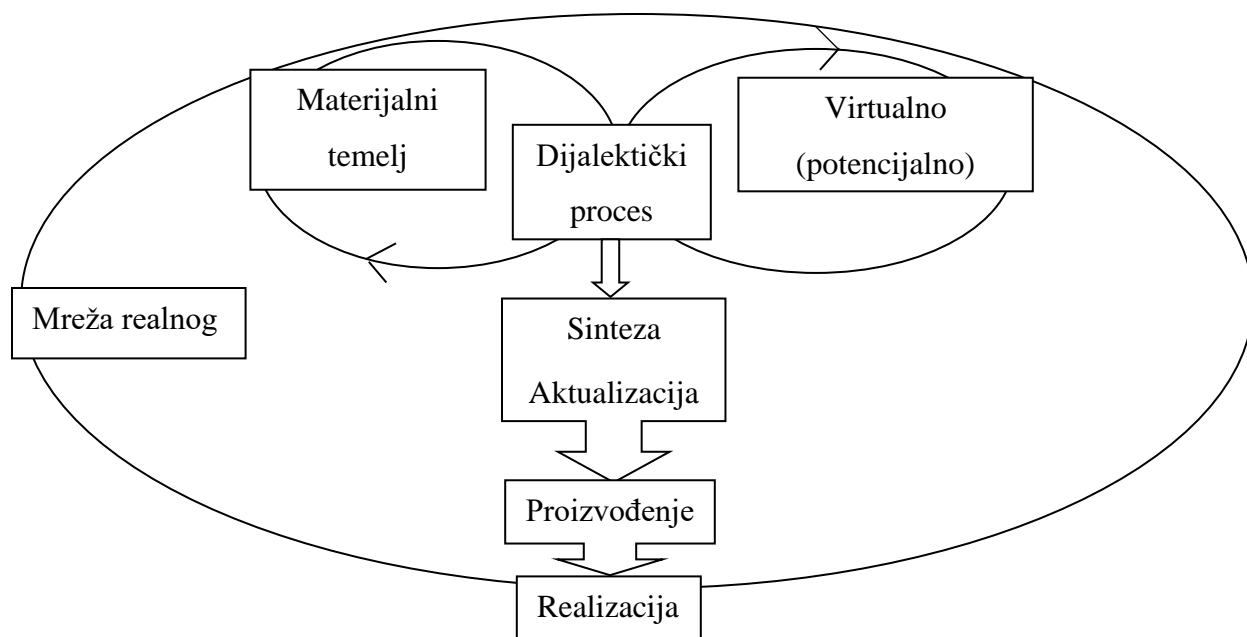 Materijalni
temelj
Dijalektički
proces
Virtualno
(potencijalno)
Mreža realnog
Sinteza
Aktualizacija
Proizvođenje
Realizacija